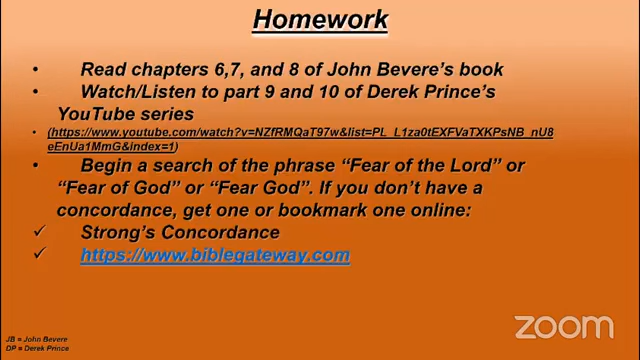 Homework
• Read chapters 6,7, and 8 of John Bevere's book
• Watch/Listen to part 9 and 10 of Derek Prince's
YouTube series
• (https://www.youtube.com/watch?v=NZfRMQaT97w&list=PL_L1za0tEXFVaTXKPsNB_nU8
eEnUa1MmG&index=1)
• Begin a search of the phrase “Fear of the Lord” or
“Fear of God” or “Fear God”. If you don't have a
concordance, get one or bookmark one online:
✓ Strong's Concordance
✓ https://www.biblegateway.com
JB = John Bevere
DP = Derek Prince
zoom